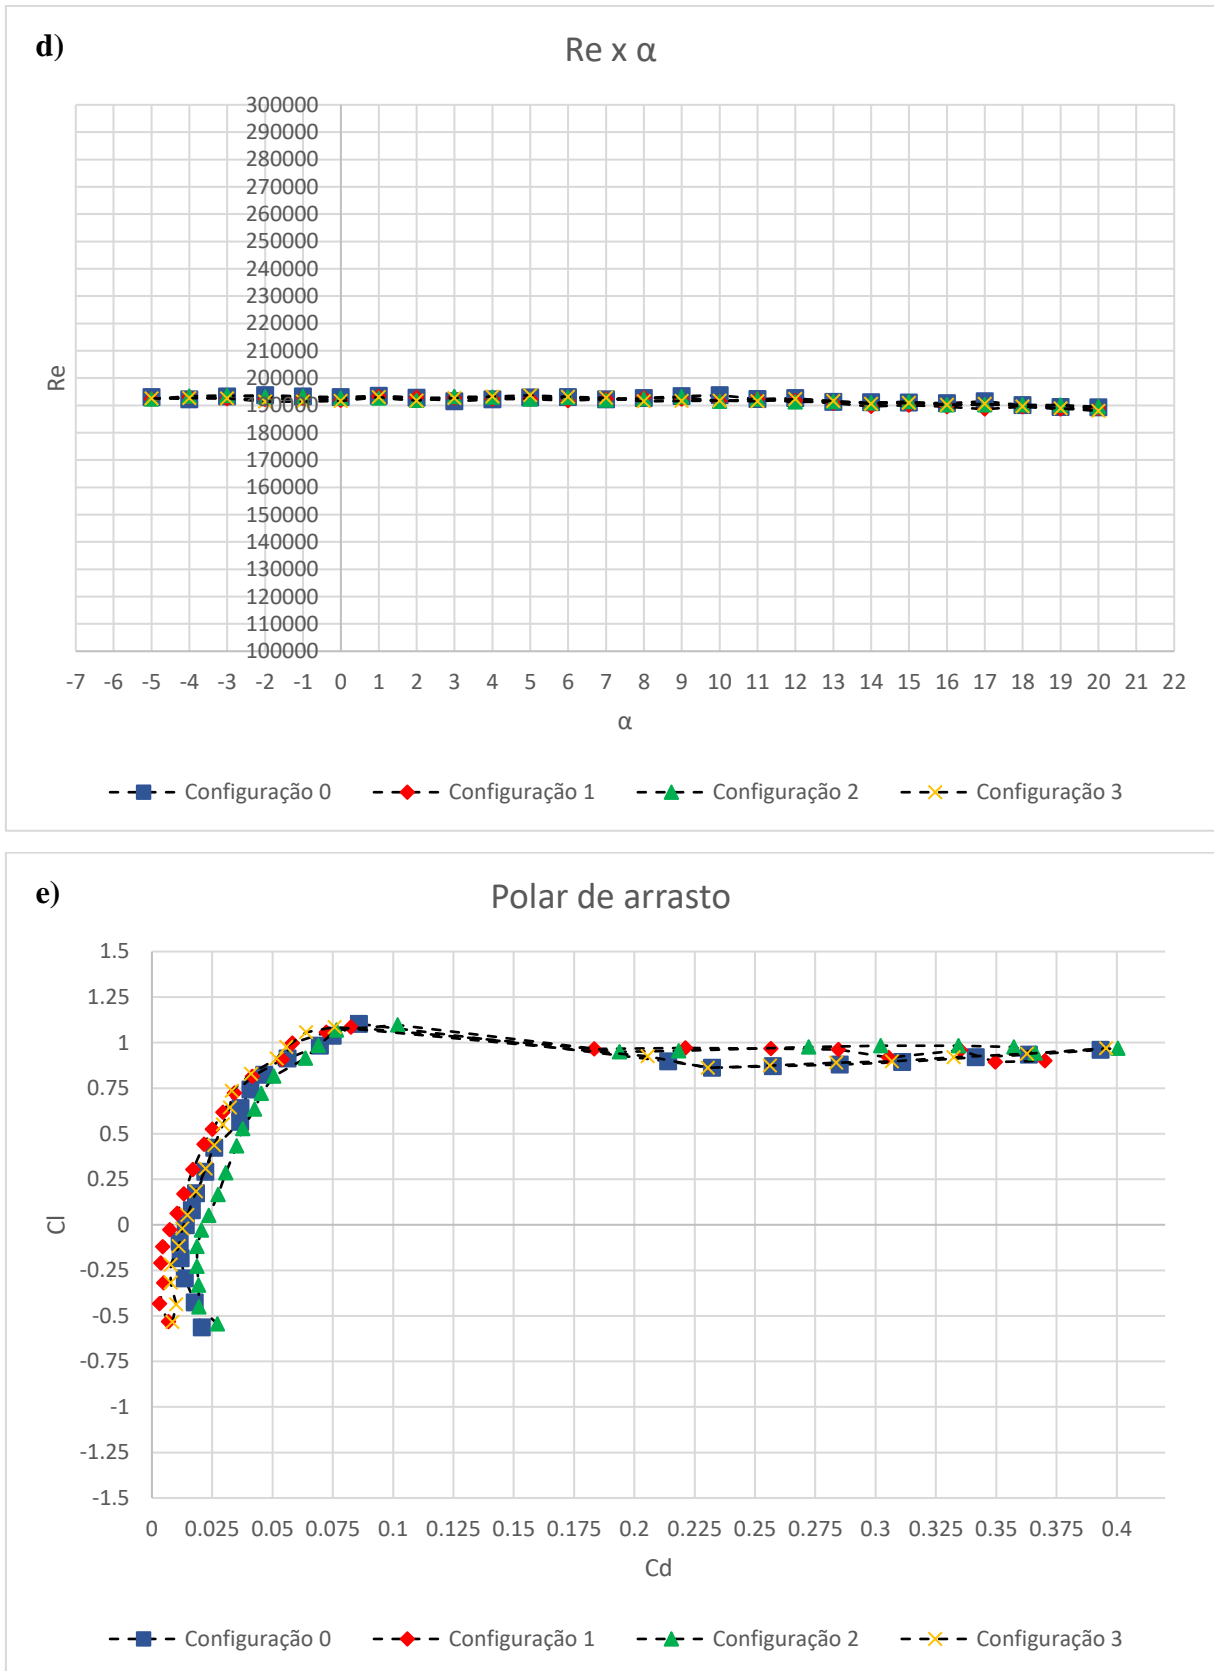 d)
Re x α
300000
290000
280000
270000
260000
250000
240000
230000
220000
210000
200000
190000
180000
170000
160000
150000
140000
130000
120000
110000
100000
Re
-7 -6 -5 -4 -3 -2 -1 0 1 2 3 4 5 6 7 8 9 10 11 12 13 14 15 16 17 18 19 20 21 22
α
Configuração 0 Configuração 1 Configuração 2 Configuração 3
e)
Polar de arrasto
1.5
1.25
1
0.75
0.5
0.25
0
-0.25
-0.5
-0.75
-1
-1.25
-1.5
Cl
0 0.025 0.05 0.075 0.1 0.125 0.15 0.175 0.2 0.225 0.25 0.275 0.3 0.325 0.35 0.375 0.4
Cd
Configuração 0 Configuração 1 Configuração 2 Configuração 3